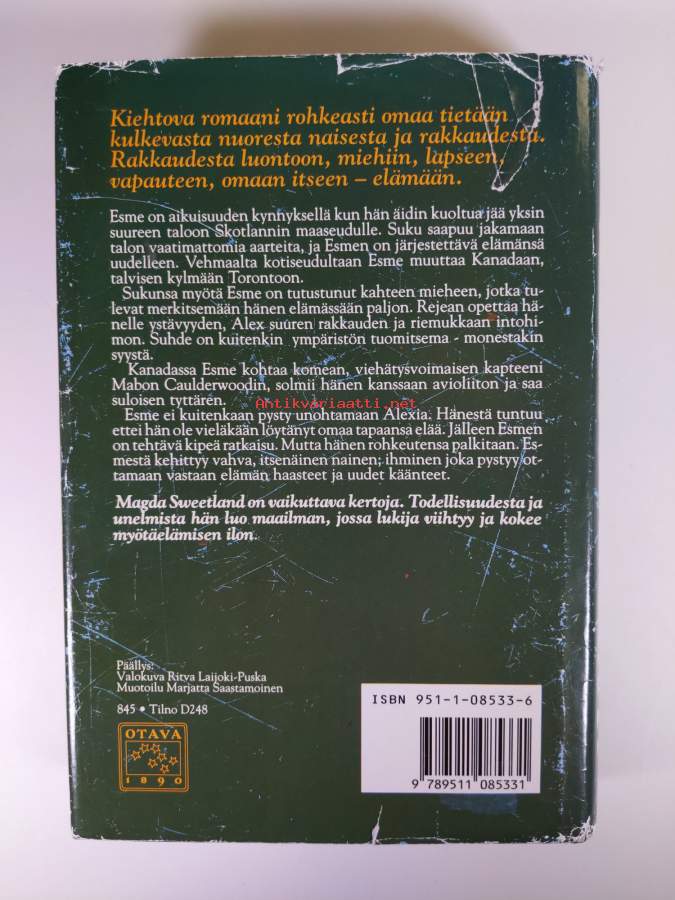 Kiehtova romaani rohkeasti omaa tietään
kulkevasta nuoresta naisesta ja rakkaudesta.
Rakkaudesta luontoon, miehiin, lapseen,
vapauteen, omaan itseen – elämään.
Esme on aikuisuuden kynnyksellä kun hän äidin kuoltua jää yksin
suureen taloon Skotlannin maaseudulle. Suku saapuu jakamaan
talon vaatimattomia aarteita, ja Esmen on järjestettävä elämänsä
uudelleen. Vehmaalta kotiseudultaan Esme muuttaa Kanadaan,
talvisen kylmään Torontoon.
Sukunsa myötä Esme on tutustunut kahteen mieheen, jotka tu-
levat merkitsemään hänen elämässään paljon. Rejean opettaa hä-
nelle ystävyyden, Alex suuren rakkauden ja riemukkaan intohi-
mon. Suhde on kuitenkin ympäristön tuomitsema - monestakin
syystä.
Kanadassa Esme kohtaa komean, viehätysvoimaisen kapteeni
Mabon Caulderwoodin, solmii hänen kanssaan avioliiton ja saa
suloisen tyttären.
Antikvariaatti.net
Esme ei kuitenkaan pysty unohtamaan Alexia. Hänestä tuntuu
ettei hän ole vieläkään löytänyt omaa tapaansa elää. Jälleen Esmen
on tehtävä kipeä ratkaisu. Mutta hänen rohkeutensa palkitaan. Es-
mestä kehittyy vahva, itsenäinen nainen; ihminen joka pystyy ot-
tamaan vastaan elämän haasteet ja uudet käänteet.
Magda Sweetland on vaikuttava kertoja. Todellisuudesta ja
unelmista hän luo maailman, jossa lukija viihtyy ja kokee
myötäelämisen ilon.
Päällys:
Valokuva Ritva Laijoki-Puska
Muotoilu Marjatta Saastamoinen
845 • Tilno D248
OTAVA
1890
ISBN 951-1-08533-6
9 789511 085331